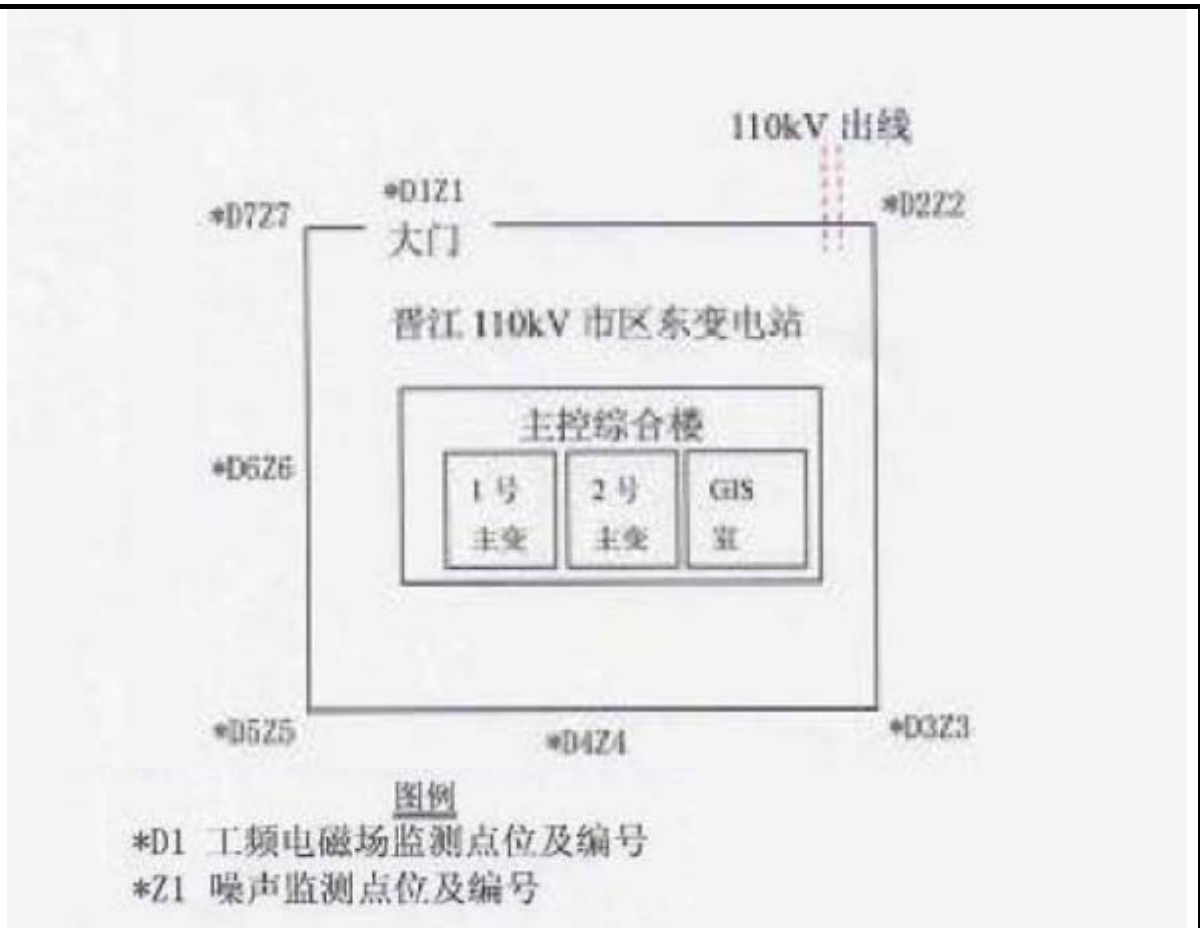 110kV 出线
*D1Z1
*D7Z7
*D2Z2
大门
晋江 110kV 市区东变电站
主控综合楼
*D6Z6
1 号
主变
2 号
主变
GIS
室
*D5Z5
*D4Z4
*D3Z3
图例
*D1 工频电磁场监测点位及编号
*Z1 噪声监测点位及编号